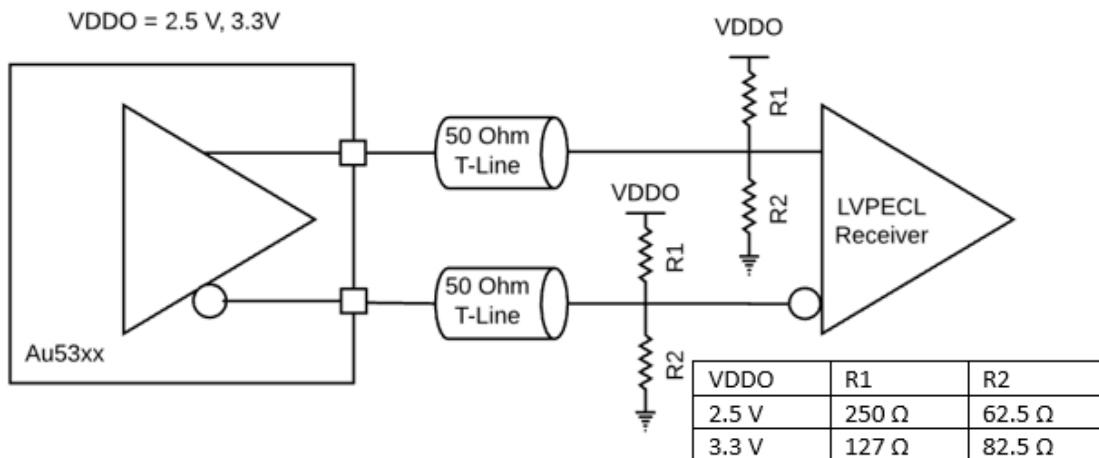 VDDO = 2.5 V, 3.3V
VDDO
R1
R2
50 Ohm
T-Line
VDDO
R1
R2
50 Ohm
T-Line
LVPECL
Receiver
Au53xx
VDDO R1 R2
2.5 V 250 Ω 62.5 Ω
3.3 V 127 Ω 82.5 Ω